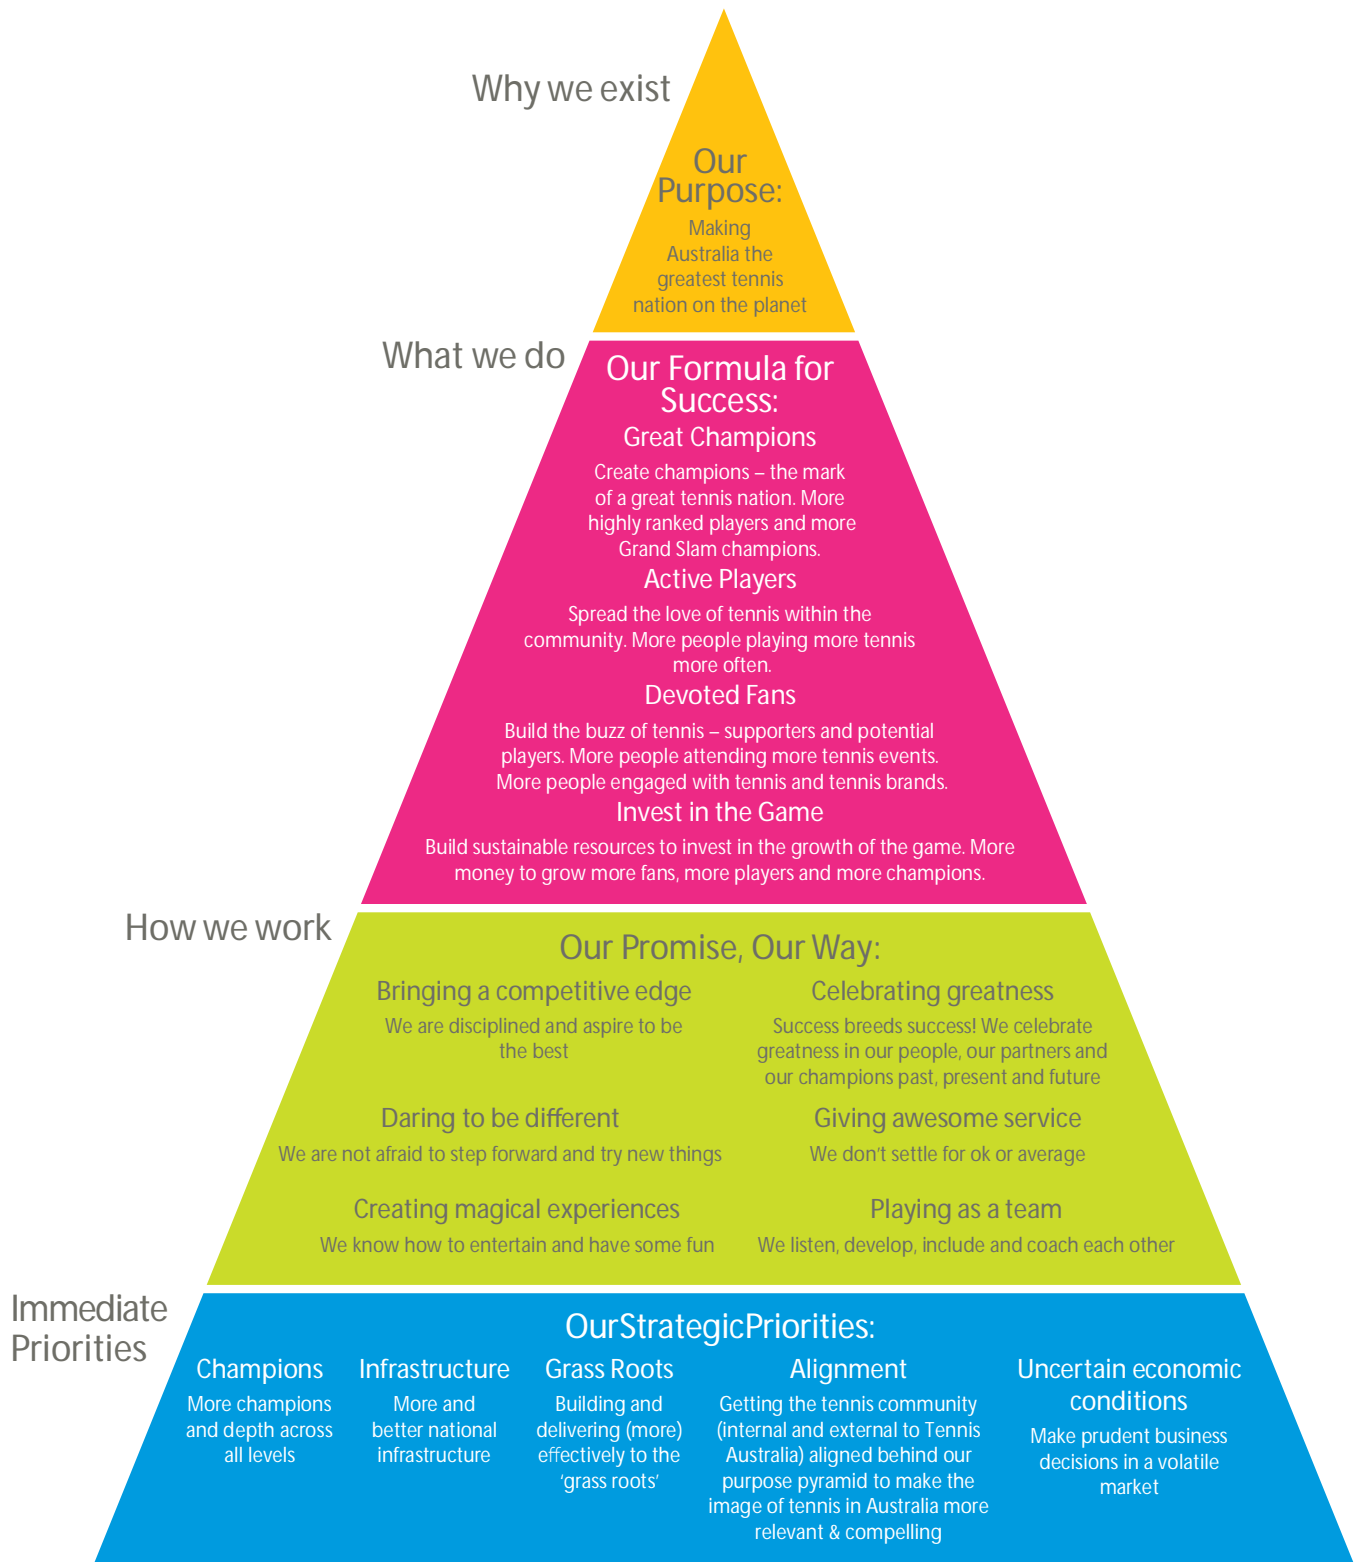 Why we exist
Our
Purpose:
Making
Australia the
greatest tennis
nation on the planet
What we do
Our Formula for
Success:
Great Champions
Create champions – the mark
of a great tennis nation. More
highly ranked players and more
Grand Slam champions.
Active Players
Spread the love of tennis within the
community. More people playing more tennis
more often.
Devoted Fans
Build the buzz of tennis – supporters and potential
players. More people attending more tennis events.
More people engaged with tennis and tennis brands.
Invest in the Game
Build sustainable resources to invest in the growth of the game. More
money to grow more fans, more players and more champions.
How we work
Our Promise, Our Way:
Bringing a competitive edge
We are disciplined and aspire to be
the best
Celebrating greatness
Success breeds success! We celebrate
greatness in our people, our partners and
our champions past, present and future
Daring to be different
We are not afraid to step forward and try new things
Giving awesome service
We don't settle for ok or average
Creating magical experiences
We know how to entertain and have some fun
Playing as a team
We listen, develop, include and coach each other
Immediate
Priorities
OurStrategicPriorities:
Champions
More champions
and depth across
all levels
Infrastructure
More and
better national
infrastructure
Grass Roots
Building and
delivering (more)
effectively to the
'grass roots'
Alignment
Getting the tennis community
(internal and external to Tennis
Australia) aligned behind our
purpose pyramid to make the
image of tennis in Australia more
relevant & compelling
Uncertain economic
conditions
Make prudent business
decisions in a volatile
market